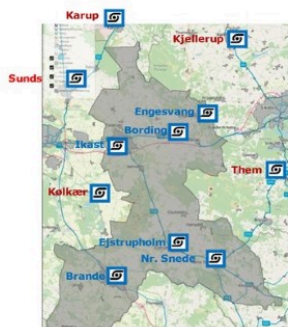 Karup
Kjellerup
Sunds
Engesvang
Bording
Ikast
Them
Kølkær
Ejstrupholm
Nr. Snede
Brande